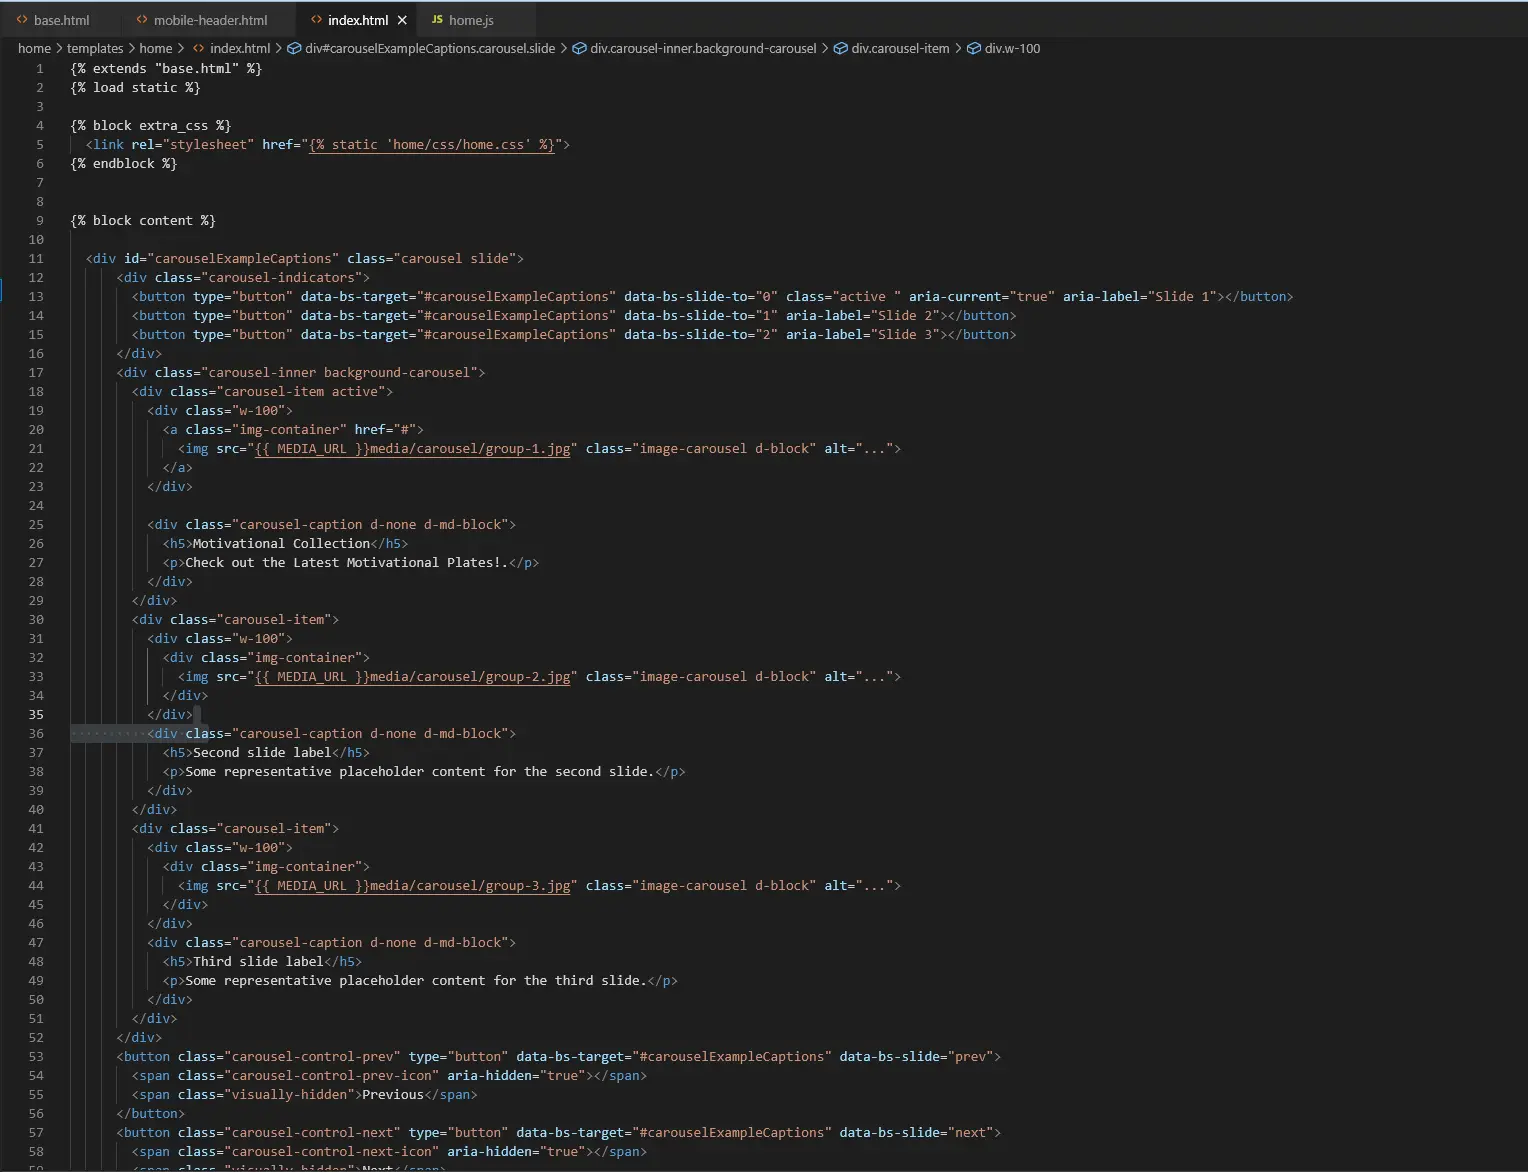 base.html mobile-header.html index.html JS home.js
home > templates > home > index.html > div#carouselExampleCaptions.carousel.slide > div.carousel-inner.background-carousel > div.carousel-item > div.w-100
1 {% extends "base.html" %}
2 {% load static %}
3
4 {% block extra_css %}
5 <link rel="stylesheet" href="{% static 'home/css/home.css' %}">
6 {% endblock %}
7
8
9 {% block content %}
10
11 <div id="carouselExampleCaptions" class="carousel slide">
12 <div class="carousel-indicators">
13 <button type="button" data-bs-target="#carouselExampleCaptions" data-bs-slide-to="0" class="active " aria-current="true" aria-label="Slide 1"></button>
14 <button type="button" data-bs-target="#carouselExampleCaptions" data-bs-slide-to="1" aria-label="Slide 2"></button>
15 <button type="button" data-bs-target="#carouselExampleCaptions" data-bs-slide-to="2" aria-label="Slide 3"></button>
16 </div>
17 <div class="carousel-inner background-carousel">
18 <div class="carousel-item active">
19 <div class="w-100">
20 <a class="img-container" href="#">
21 <img src="{{ MEDIA_URL }}media/carousel/group-1.jpg" class="image-carousel d-block" alt="...">
22 </a>
23 </div>
24
25 <div class="carousel-caption d-none d-md-block">
26 <h5>Motivational Collection</h5>
27 <p>Check out the Latest Motivational Plates!.</p>
28 </div>
29 </div>
30 <div class="carousel-item">
31 <div class="w-100">
32 <div class="img-container">
33 <img src="{{ MEDIA_URL }}media/carousel/group-2.jpg" class="image-carousel d-block" alt="...">
34 </div>
35 </div>
36 <div class="carousel-caption d-none d-md-block">
37 <h5>Second slide label</h5>
38 <p>Some representative placeholder content for the second slide.</p>
39 </div>
40 </div>
41 <div class="carousel-item">
42 <div class="w-100">
43 <div class="img-container">
44 <img src="{{ MEDIA_URL }}media/carousel/group-3.jpg" class="image-carousel d-block" alt="...">
45 </div>
46 </div>
47 <div class="carousel-caption d-none d-md-block">
48 <h5>Third slide label</h5>
49 <p>Some representative placeholder content for the third slide.</p>
50 </div>
51 </div>
52 </div>
53 <button class="carousel-control-prev" type="button" data-bs-target="#carouselExampleCaptions" data-bs-slide="prev">
54 <span class="carousel-control-prev-icon" aria-hidden="true"></span>
55 <span class="visually-hidden">Previous</span>
56 </button>
57 <button class="carousel-control-next" type="button" data-bs-target="#carouselExampleCaptions" data-bs-slide="next">
58 <span class="carousel-control-next-icon" aria-hidden="true"></span>
59 <span class="visually-hidden">Next</span>